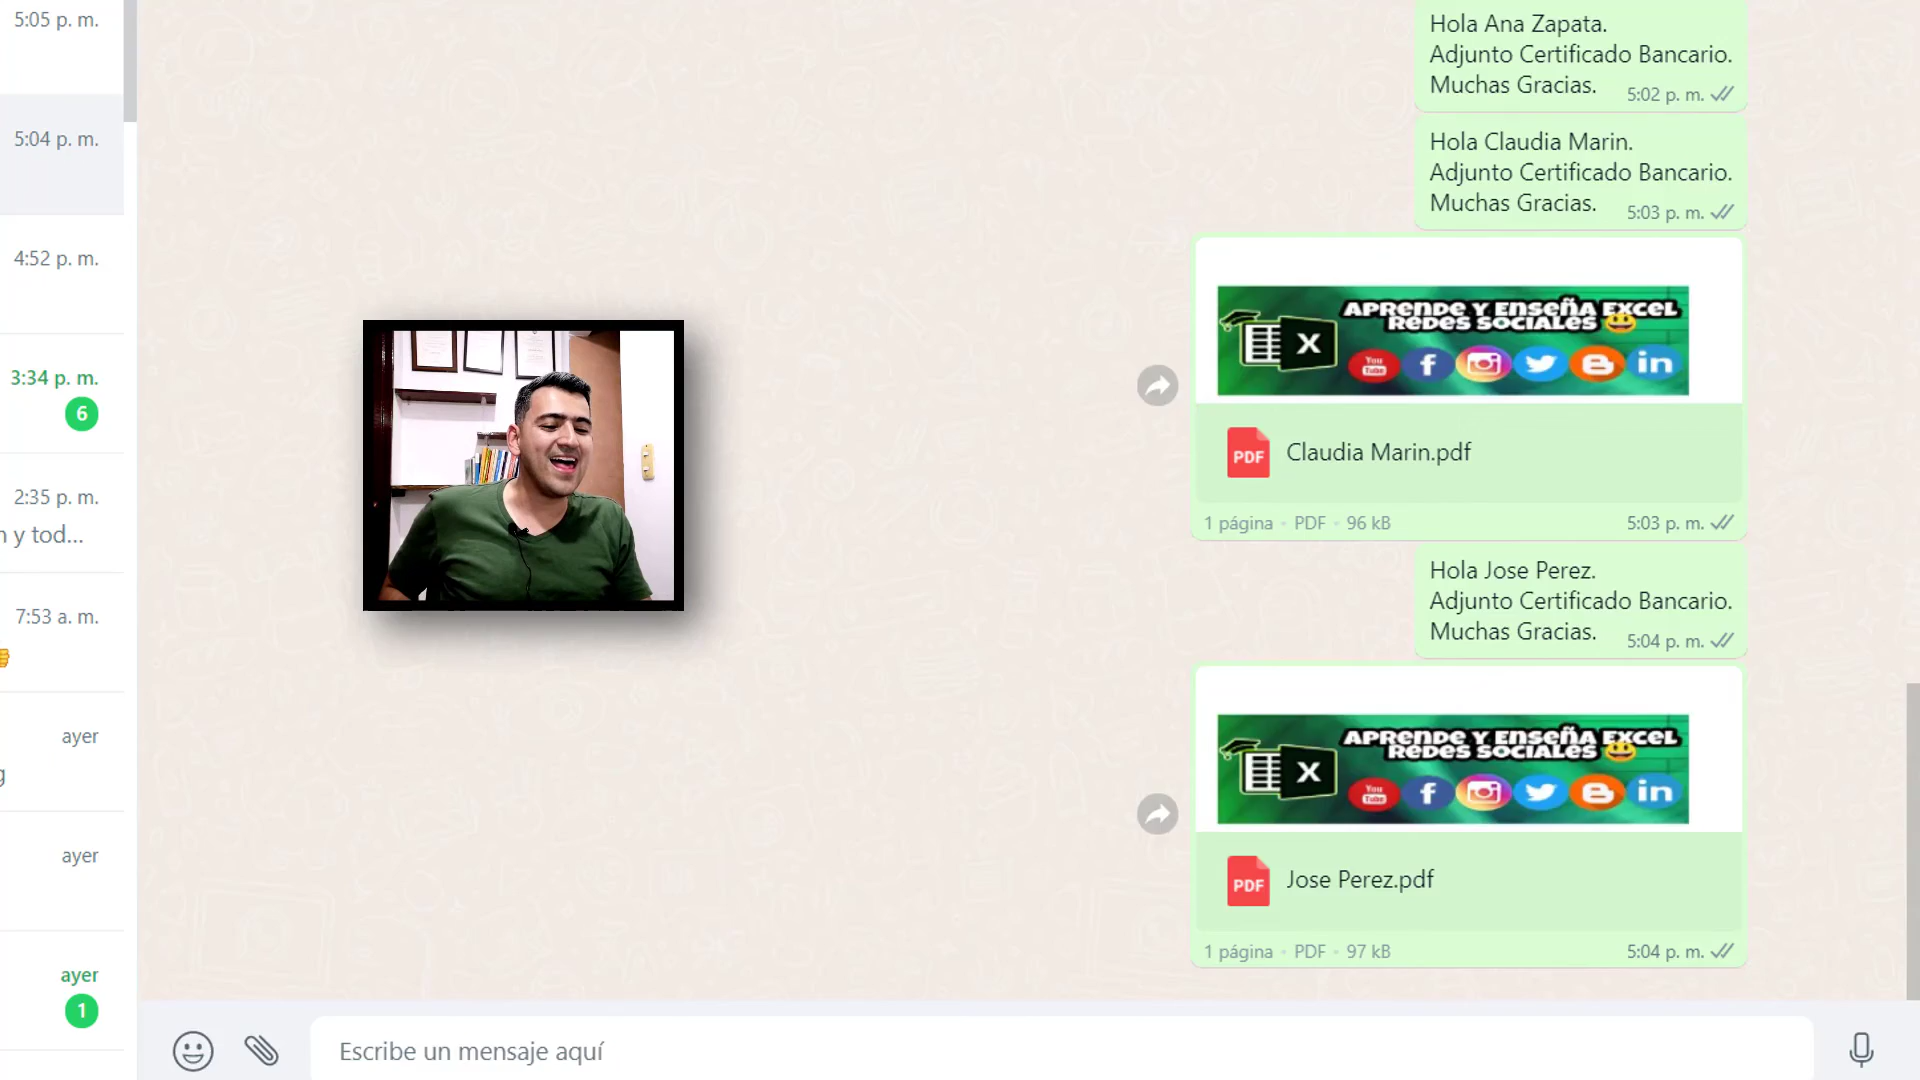 5:05 p. m.
5:04 p. m.
4:52 p. m.
3:34 p. m.
6
2:35 p. m.
n y tod...
7:53 a. m.
ayer
g
ayer
ayer
1
Hola Ana Zapata.
Adjunto Certificado Bancario.
Muchas Gracias.
5:02 p. m.
Hola Claudia Marin.
Adjunto Certificado Bancario.
Muchas Gracias.
5:03 p. m.
APRENDE Y ENSEÑA EXCEL
REDES SOCIALES
X
You
Tube
f
in
PDF
Claudia Marin.pdf
1 página • PDF • 96 kB
5:03 p. m.
Hola Jose Perez.
Adjunto Certificado Bancario.
Muchas Gracias.
5:04 p. m.
APRENDE Y ENSEÑA EXCEL
REDES SOCIALES
X
You
Tube
f
in
PDF
Jose Perez.pdf
1 página • PDF • 97 kB
5:04 p. m.
Escribe un mensaje aquí